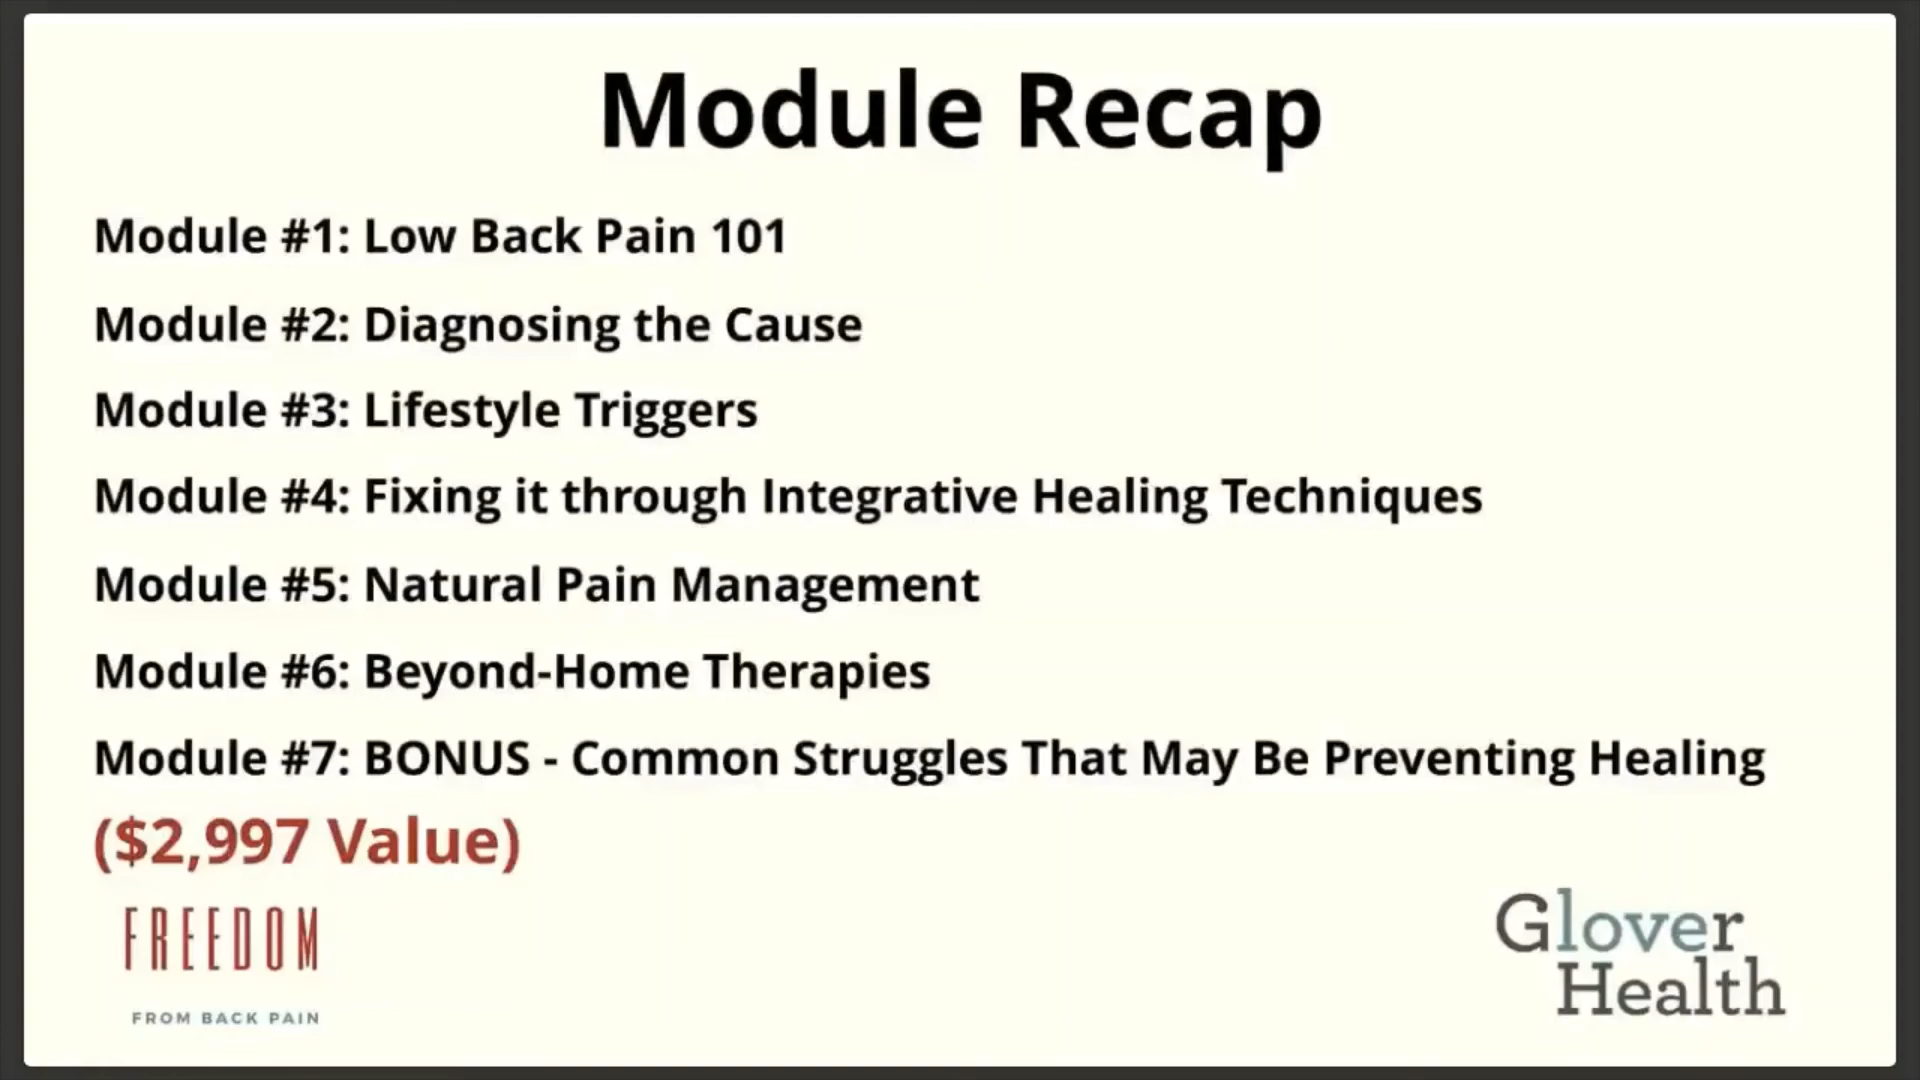 Module Recap
Module #1: Low Back Pain 101
Module #2: Diagnosing the Cause
Module #3: Lifestyle Triggers
Module #4: Fixing it through Integrative Healing Techniques
Module #5: Natural Pain Management
Module #6: Beyond-Home Therapies
Module #7: BONUS - Common Struggles That May Be Preventing Healing
($2,997 Value)
FREEDOM
FROM BACK PAIN
Glover
Health